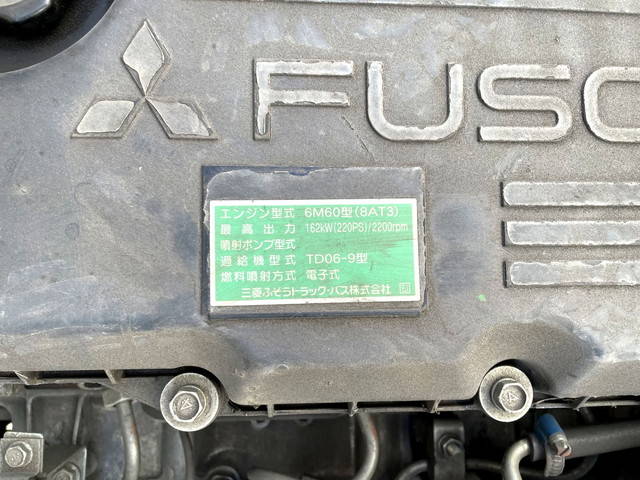 FUSO
エンジン型式 6M60型(8AT3)
最高出力 162kW(220PS)/2200rpm
噴射ポンプ型式
過給機型式 TD06-9型
燃料噴射方式 電子式
三菱ふそうトラック・バス株式会社